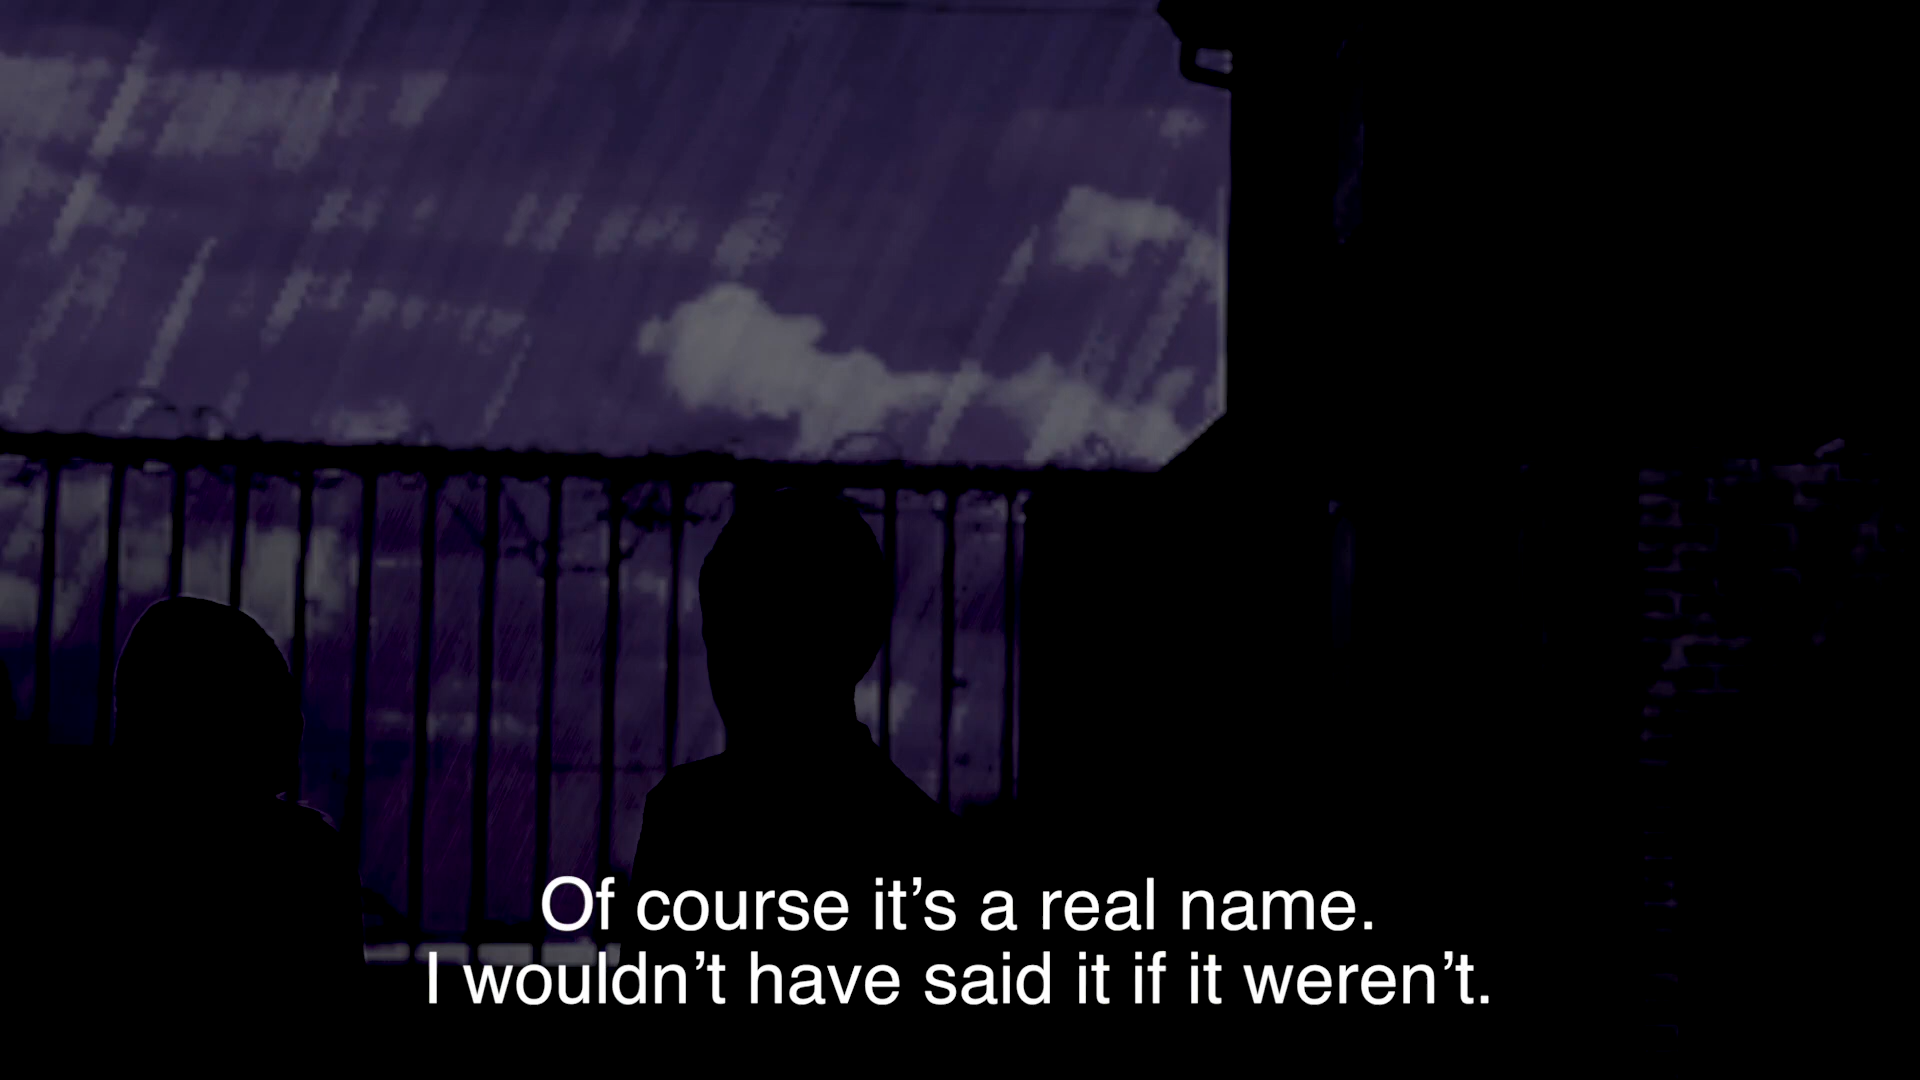 Of course it’s a real name.
I wouldn’t have said it if it weren’t.